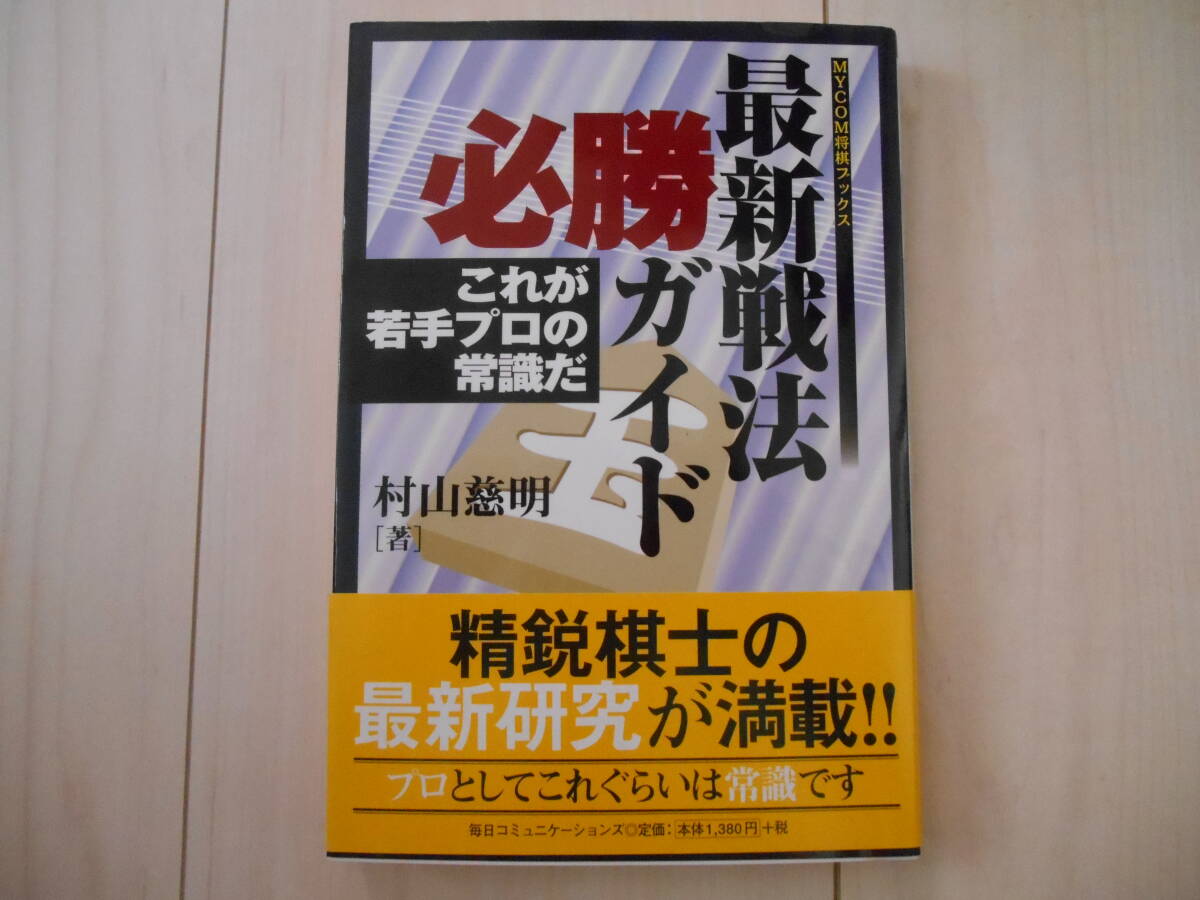 MYCOM将棋ブックス
最新戦法
必勝
ガイド
これが
若手プロの
常識だ
村山慈明
[著]
精鋭棋士の
最新研究が満載!!
プロとしてこれぐらいは常識です
毎日コミュニケーションズ◎定価：本体1,380円+税